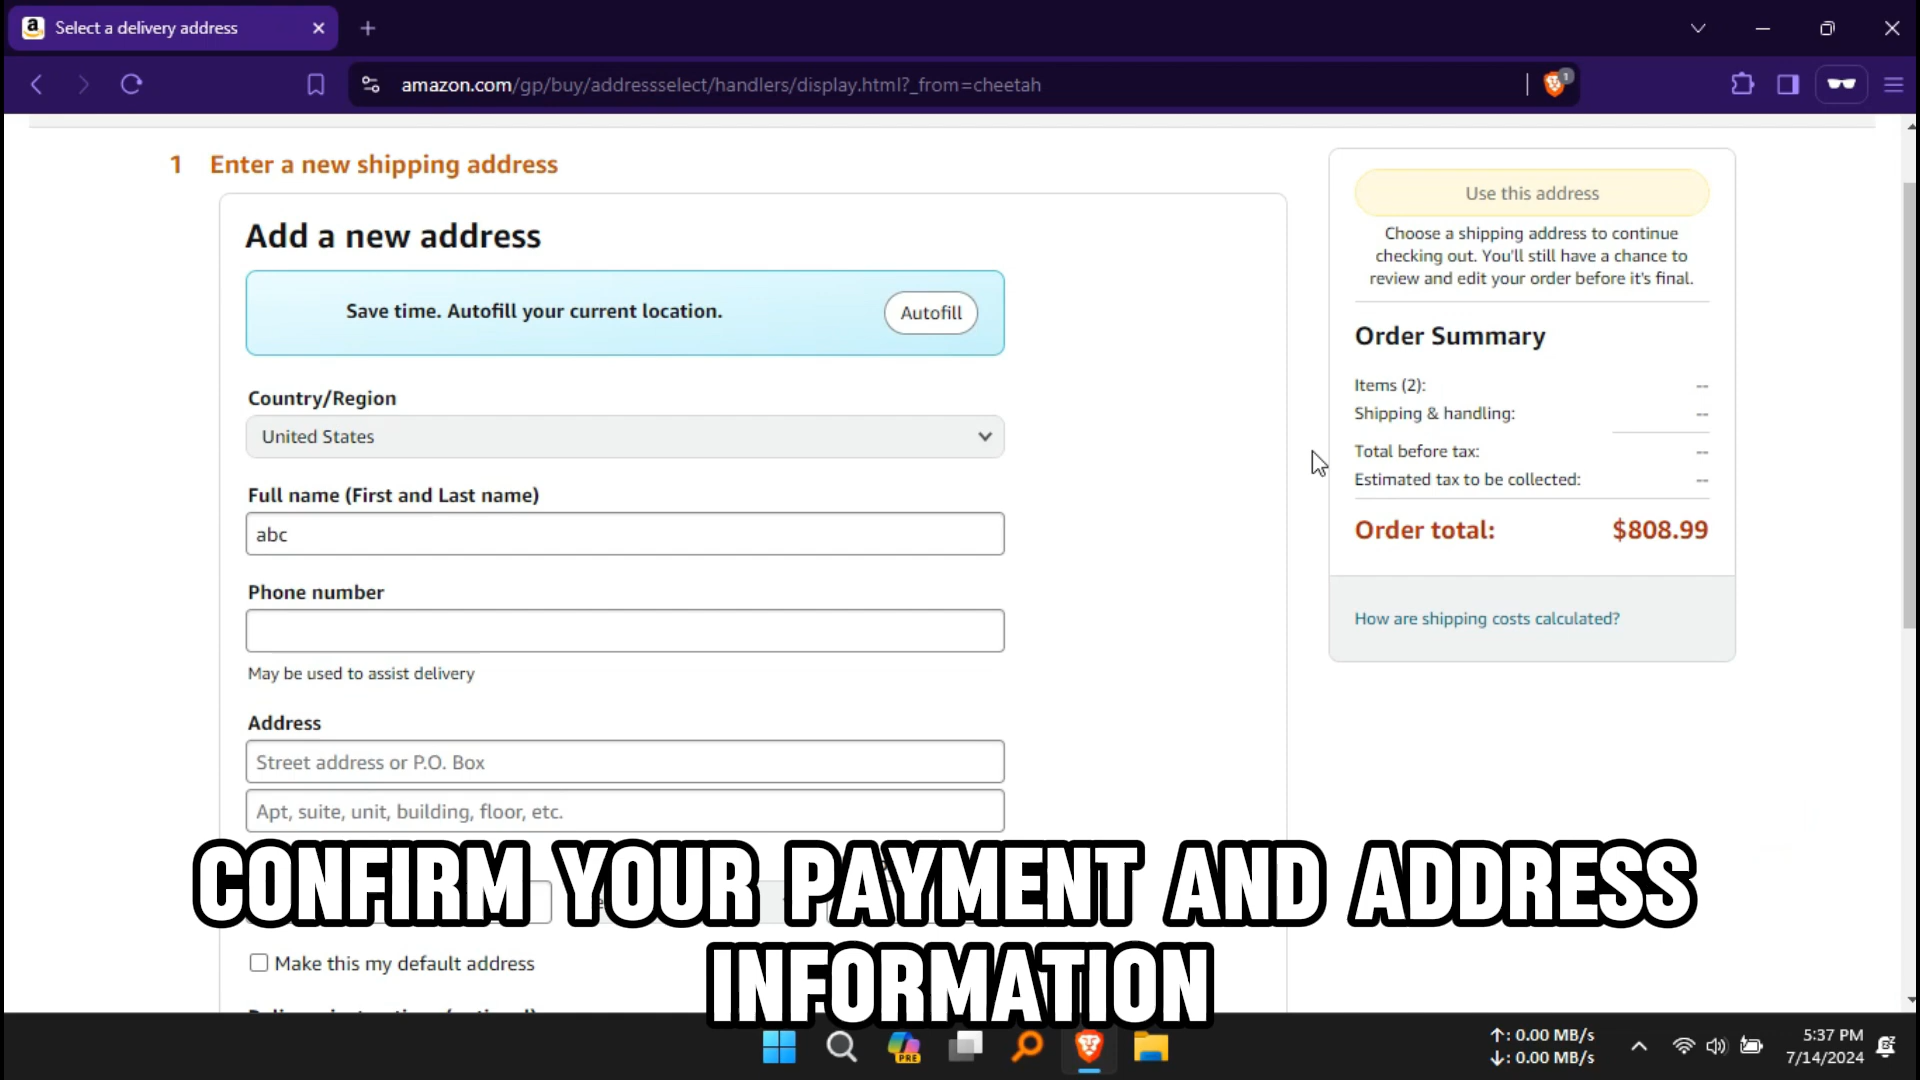 Select a delivery address
amazon.com/gp/buy/addressselect/handlers/display.html?_from=cheetah
1
1 Enter a new shipping address
Add a new address
Save time. Autofill your current location.
Autofill
Country/Region
United States
Full name (First and Last name)
abc
Phone number
May be used to assist delivery
Address
Street address or P.O. Box
Apt, suite, unit, building, floor, etc.
Make this my default address
Use this address
Choose a shipping address to continue
checking out. You'll still have a chance to
review and edit your order before it's final.
Order Summary
Items (2): --
Shipping & handling: --
Total before tax: --
Estimated tax to be collected: --
Order total: $808.99
How are shipping costs calculated?
CONFIRM YOUR PAYMENT AND ADDRESS
INFORMATION
PRE
↑: 0.00 MB/s
↓: 0.00 MB/s
5:37 PM
7/14/2024